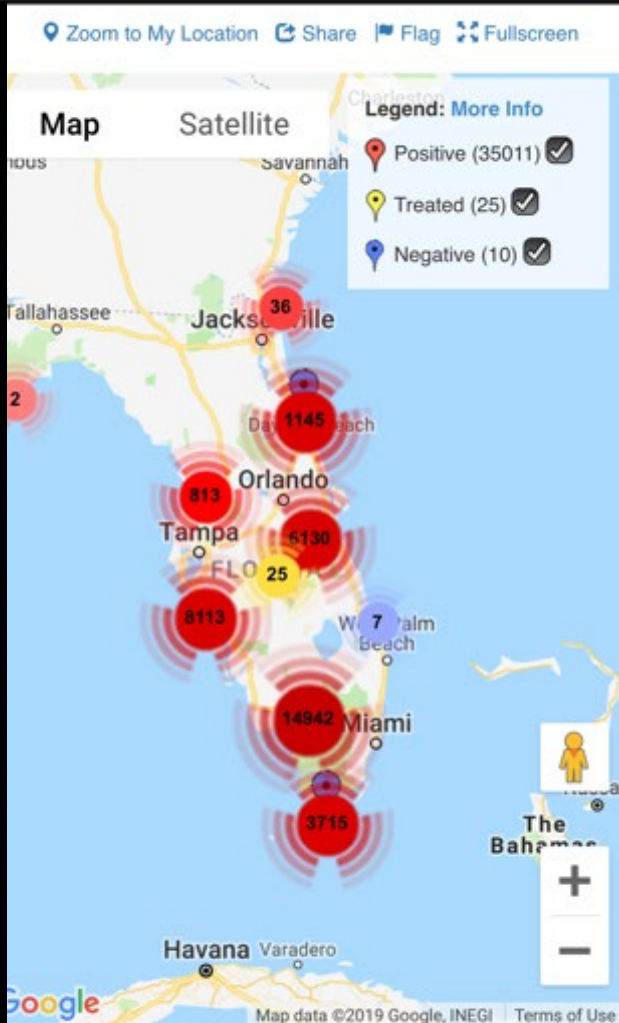 Zoom to My Location Share Flag Fullscreen
Map Satellite
Charleston
Legend: More Info
Positive (35011)
Treated (25)
Negative (10)
Savannah
Tallahassee
36
Jacksonville
2
1145
813
Orlando
Tampa
6130
25
8113
7
Beach
14942
Miami
3715
The
Bahamas
Havana Varadero
Google
Map data ©2019 Google, INEGI Terms of Use